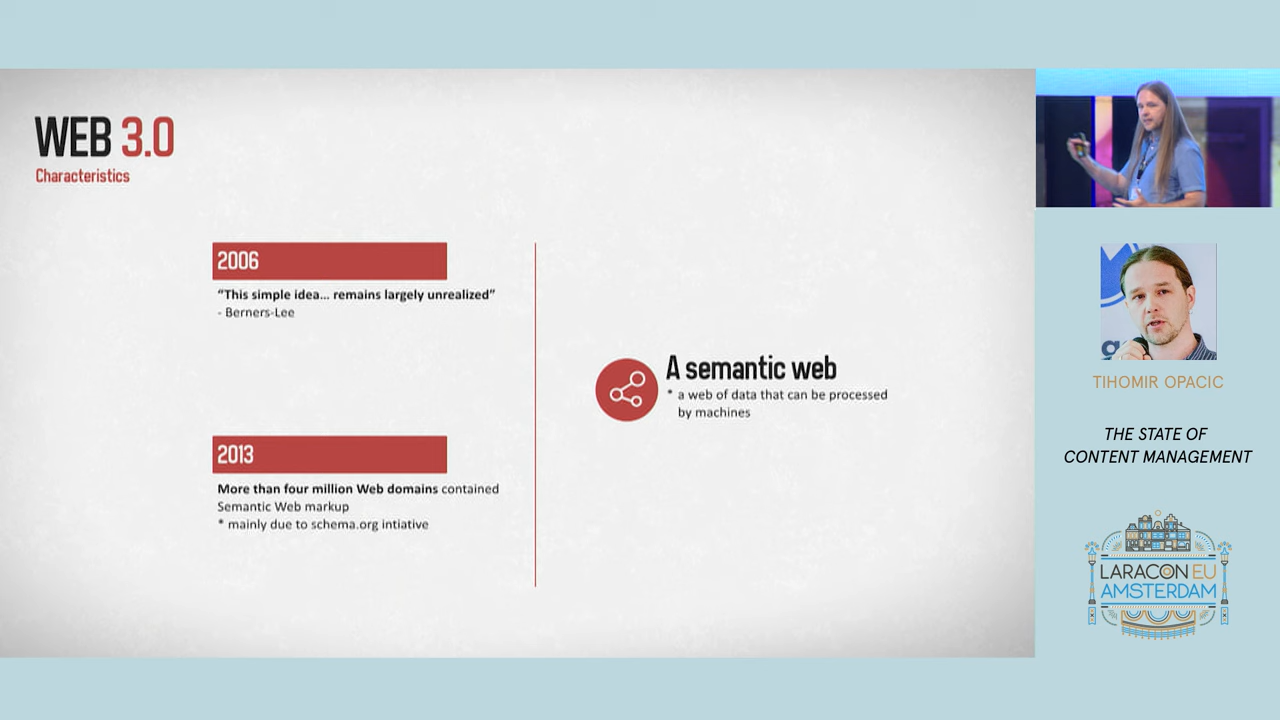 WEB 3.0
Characteristics
2006
“This simple idea... remains largely unrealized”
- Berners-Lee
2013
More than four million Web domains contained
Semantic Web markup
* mainly due to schema.org intiative
A semantic web
* a web of data that can be processed
by machines
TIHOMIR OPACIC
THE STATE OF
CONTENT MANAGEMENT
LARACON EU
AMSTERDAM